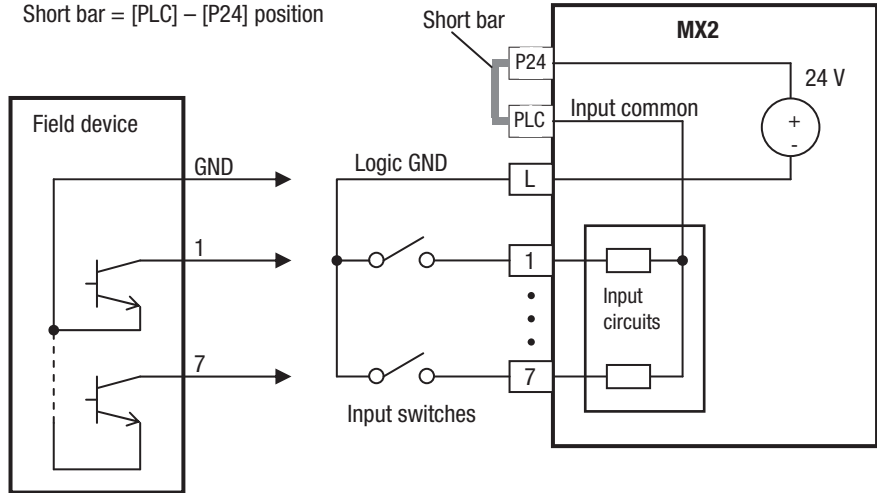 Short bar = [PLC] – [P24] position
Short bar
MX2
P24
24 V
PLC
Input common
+
-
Field device
GND
Logic GND
L
1
1
Input
circuits
7
7
Input switches